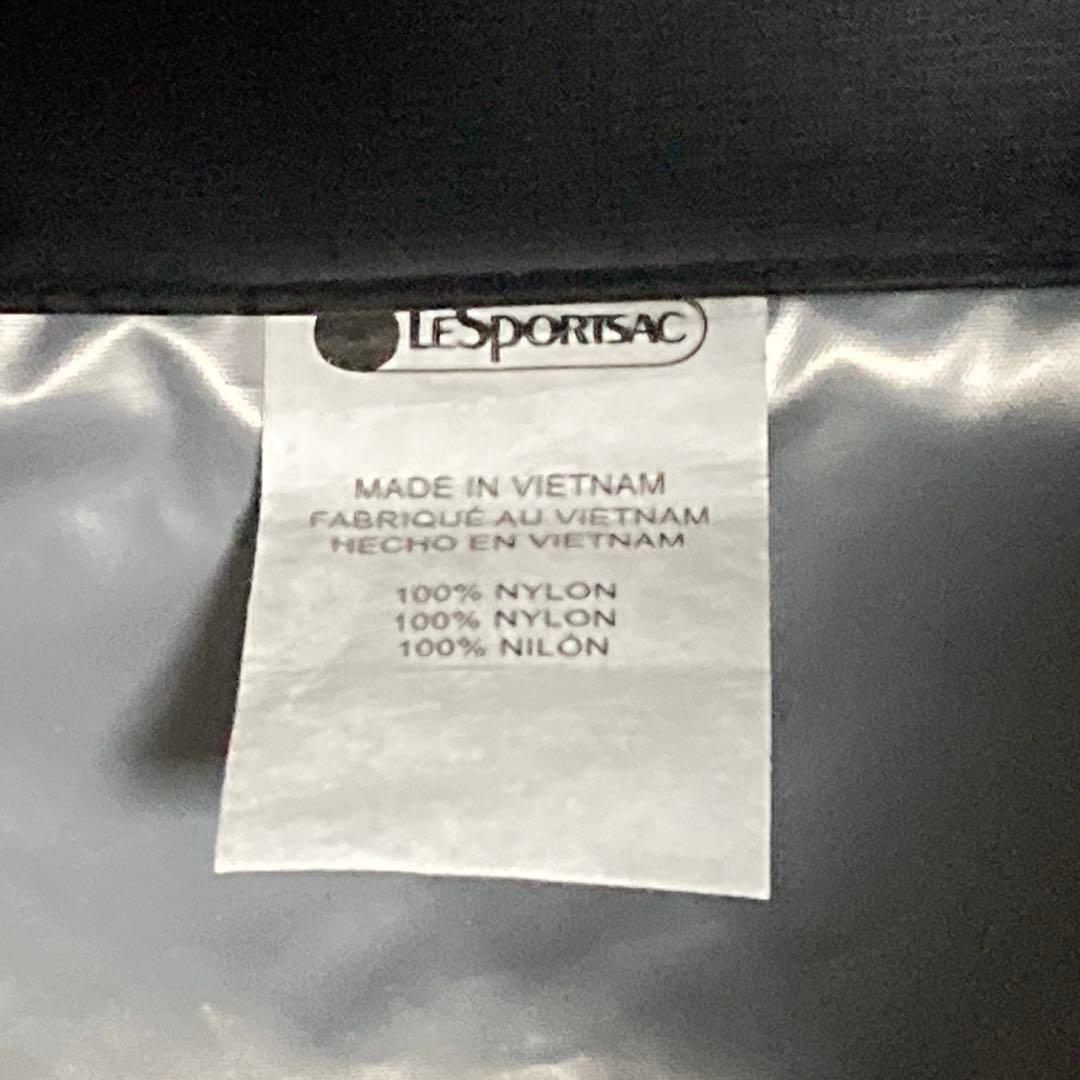 LeSportsac
MADE IN VIETNAM
FABRIQUÉ AU VIETNAM
HECHO EN VIETNAM
100% NYLON
100% NYLON
100% NILÓN